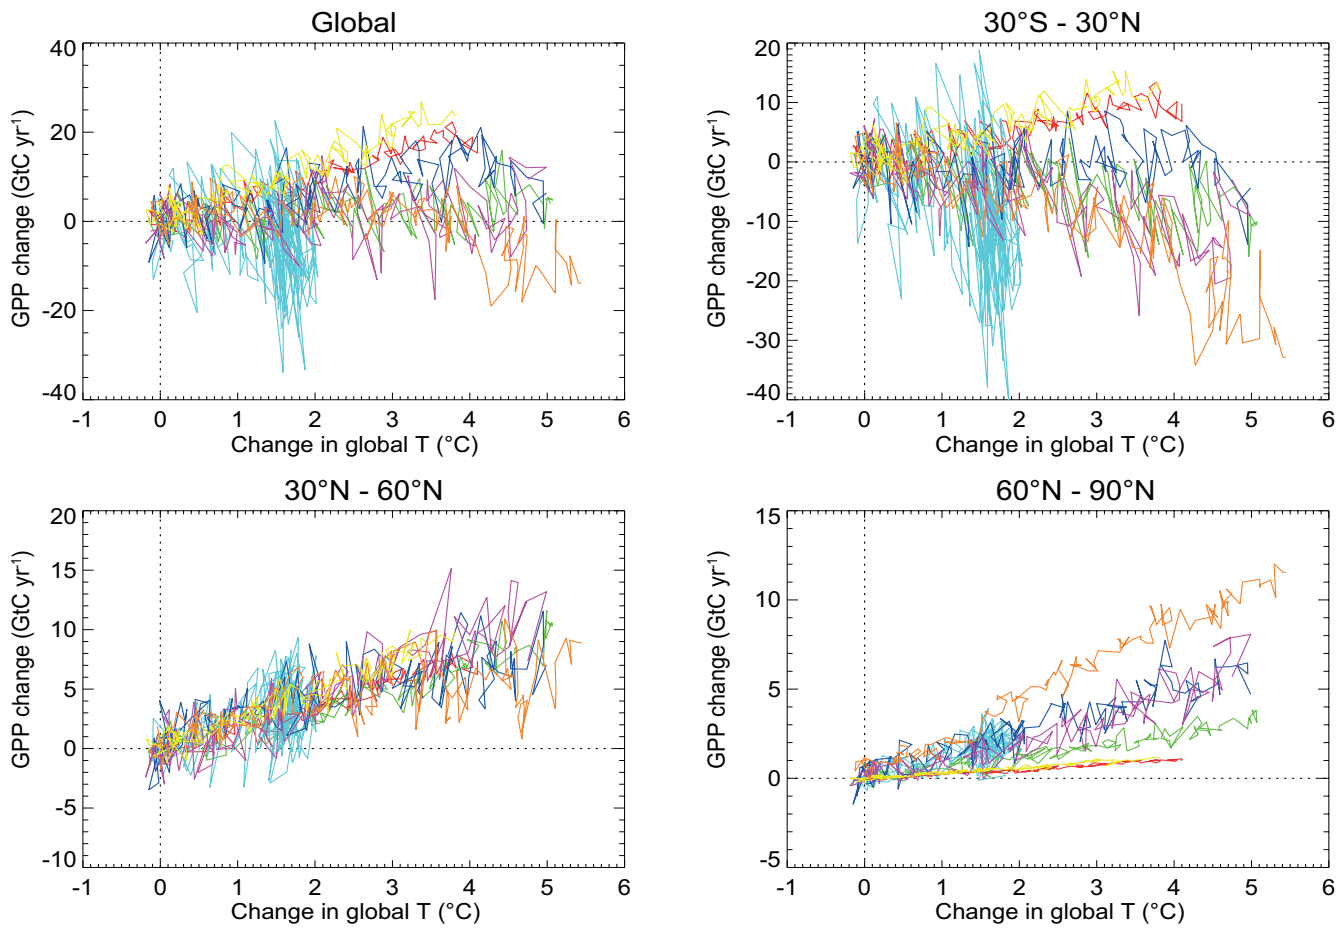 Global
40
20
0
-20
-40
GPP change (GtC yr-1)
-1 0 1 2 3 4 5 6
Change in global T (°C)
30°S - 30°N
20
10
0
-10
-20
-30
-40
GPP change (GtC yr-1)
-1 0 1 2 3 4 5 6
Change in global T (°C)
30°N - 60°N
20
15
10
5
0
-5
-10
GPP change (GtC yr-1)
-1 0 1 2 3 4 5 6
Change in global T (°C)
60°N - 90°N
15
10
5
0
-5
GPP change (GtC yr-1)
-1 0 1 2 3 4 5 6
Change in global T (°C)